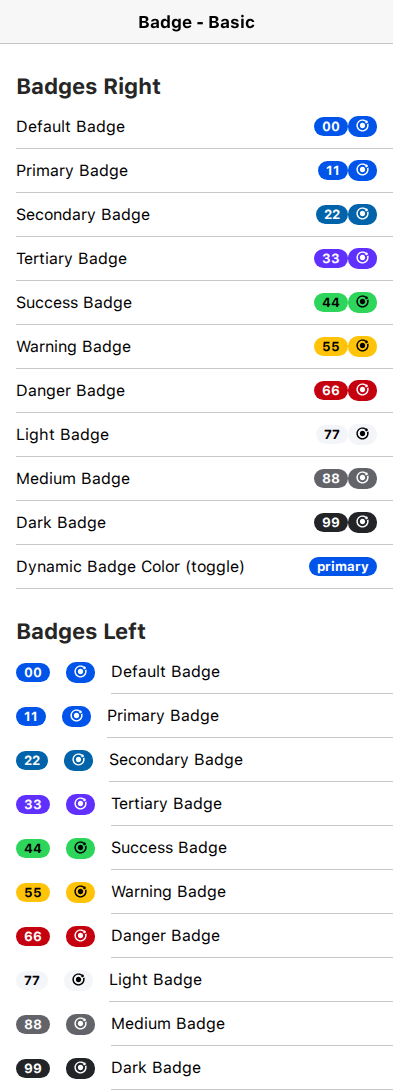 Badge - Basic
Badges Right
Default Badge 00
Primary Badge 11
Secondary Badge 22
Tertiary Badge 33
Success Badge 44
Warning Badge 55
Danger Badge 66
Light Badge 77
Medium Badge 88
Dark Badge 99
Dynamic Badge Color (toggle) primary
Badges Left
00 Default Badge
11 Primary Badge
22 Secondary Badge
33 Tertiary Badge
44 Success Badge
55 Warning Badge
66 Danger Badge
77 Light Badge
88 Medium Badge
99 Dark Badge